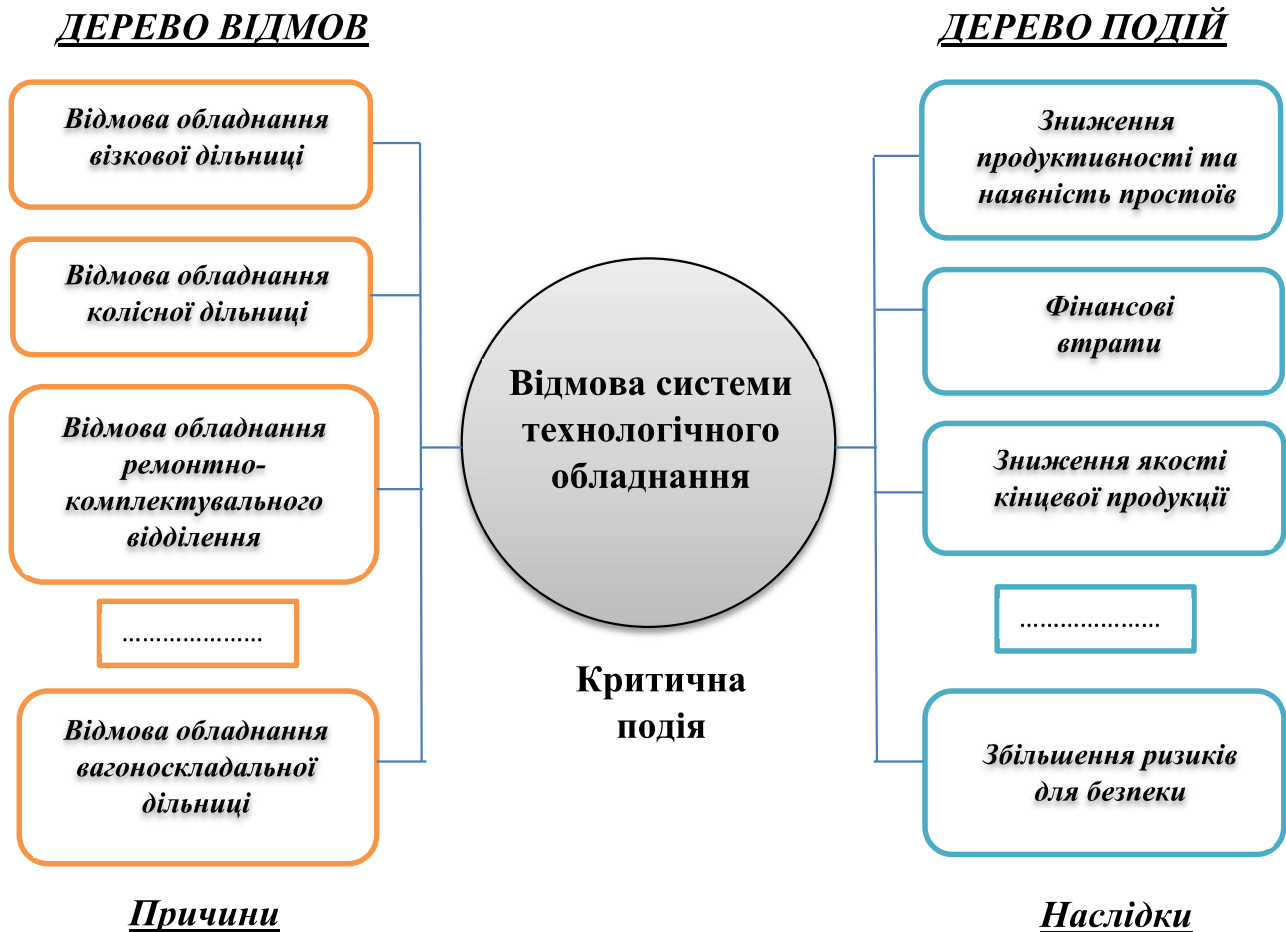 ДЕРЕВО ВІДМОВ
Відмова обладнання
візкової дільниці
Відмова обладнання
колісної дільниці
Відмова обладнання
ремонтно-
комплектувального
відділення
.....................
Відмова обладнання
вагоноскладальної
дільниці
Причини
Відмова системи
технологічного
обладнання
Критична
подія
ДЕРЕВО ПОДІЙ
Зниження
продуктивності та
наявність простоїв
Фінансові
втрати
Зниження якості
кінцевої продукції
.....................
Збільшення ризиків
для безпеки
Наслідки